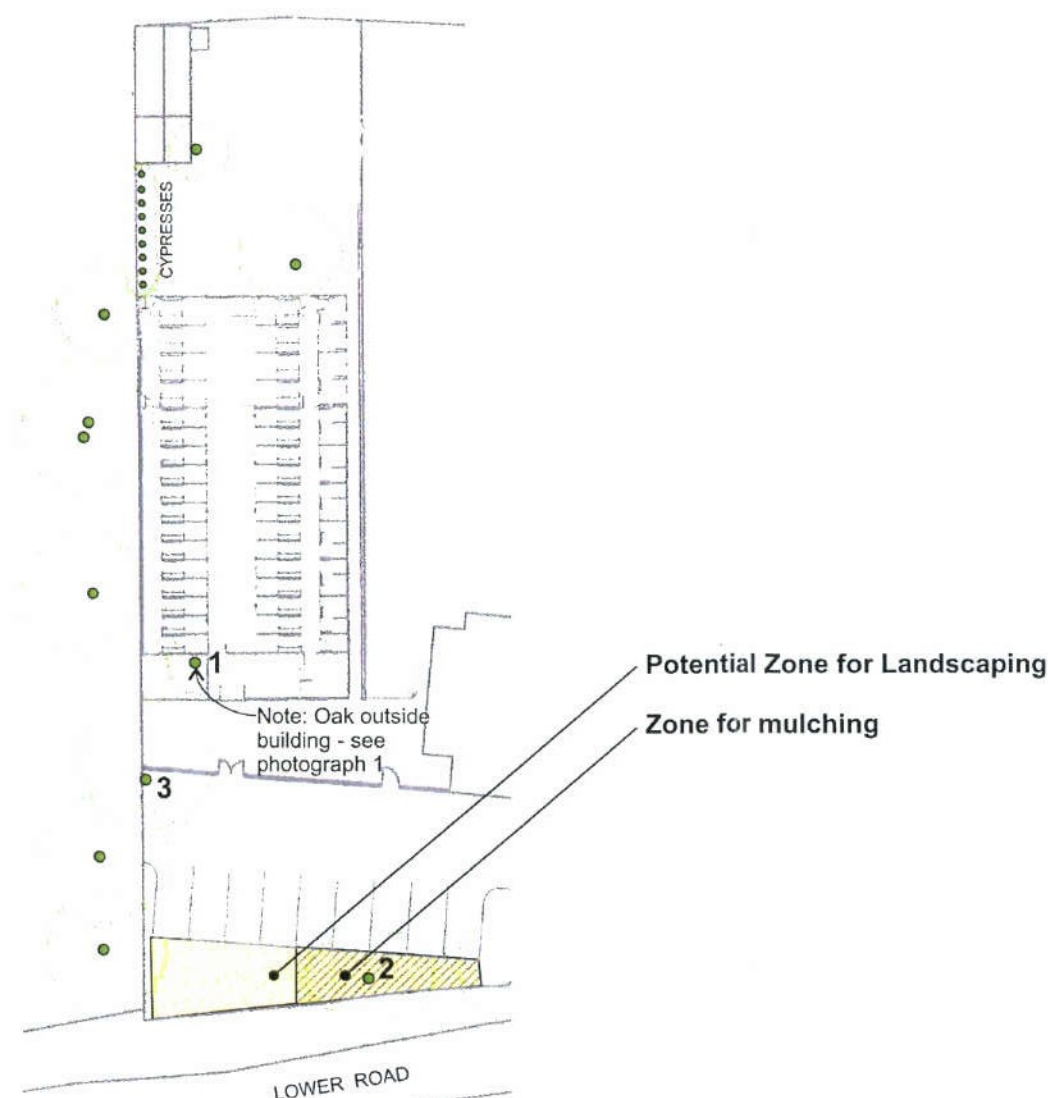 CYPRESSES
1
Note: Oak outside
building - see
photograph 1
Potential Zone for Landscaping
Zone for mulching
3
2
LOWER ROAD